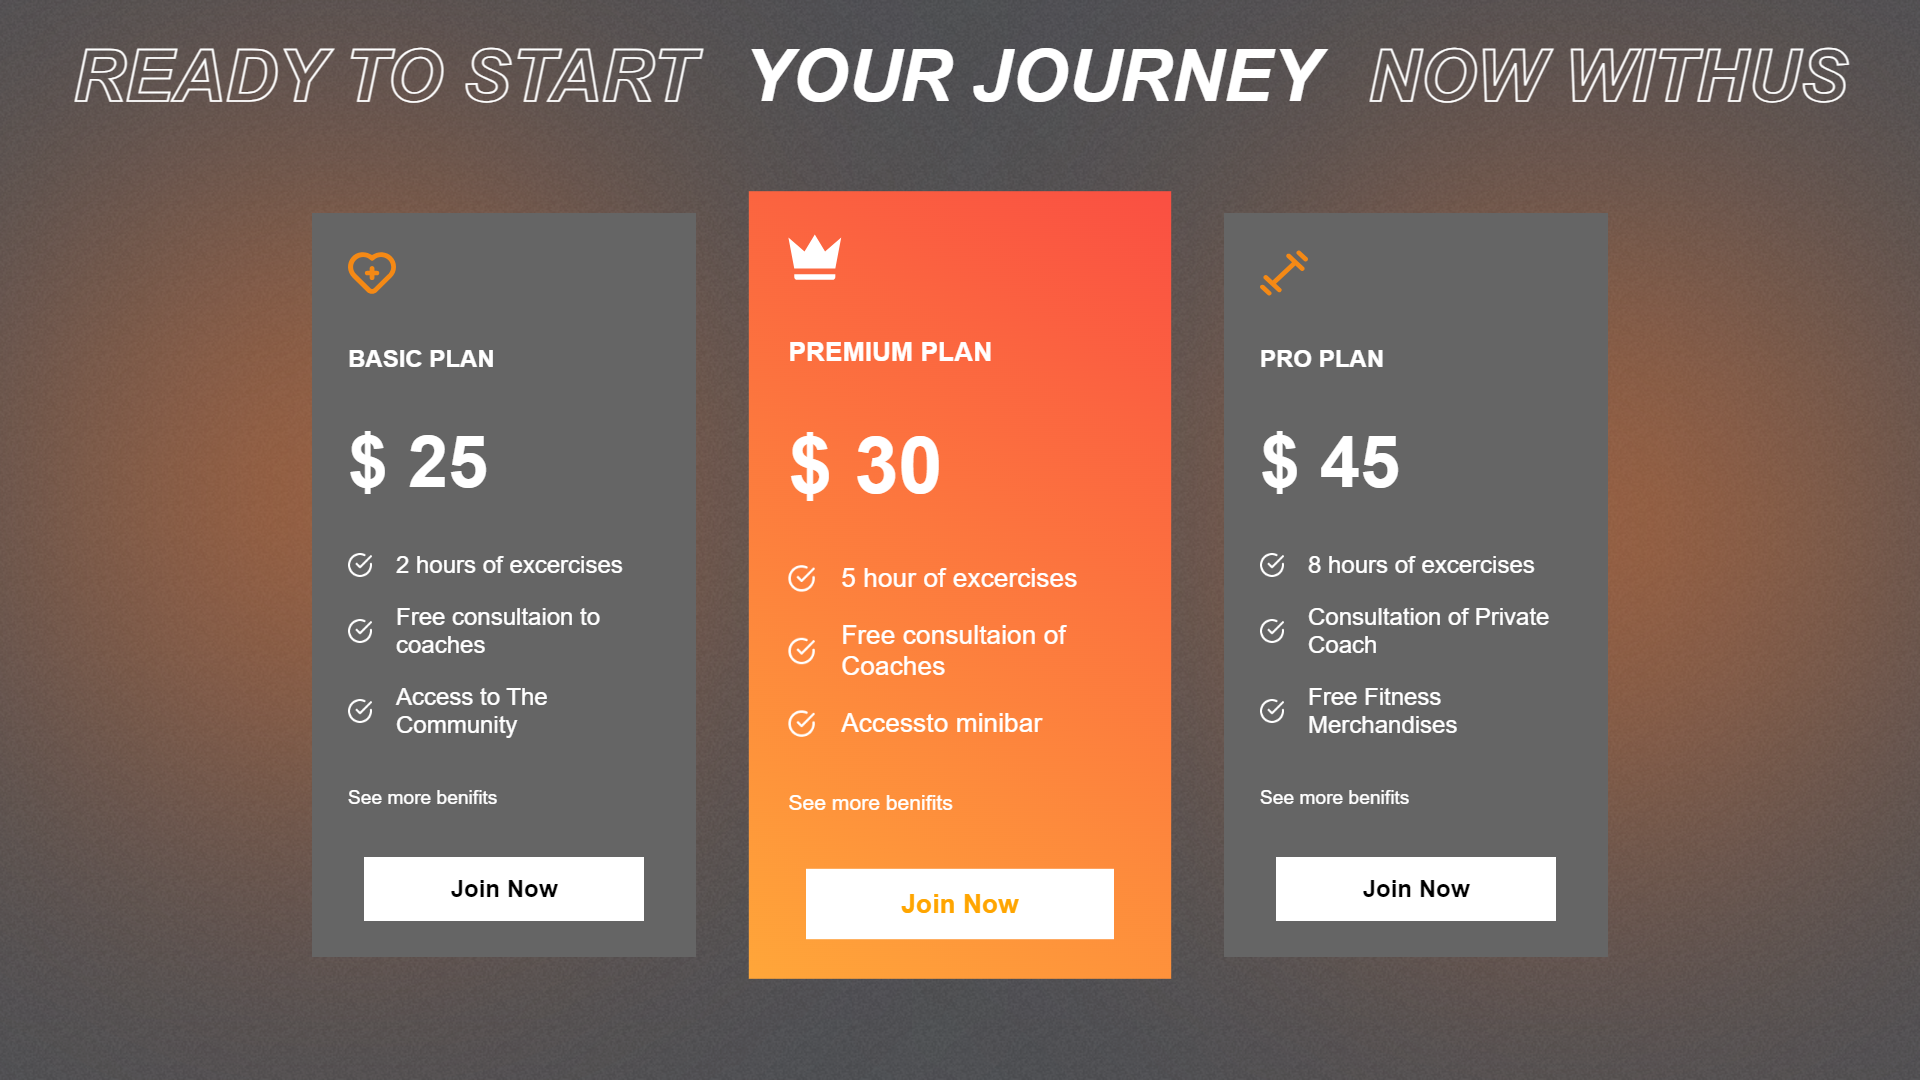 READY TO START YOUR JOURNEY NOW WITHUS
BASIC PLAN
$ 25
2 hours of excercises
Free consultaion to
coaches
Access to The
Community
See more benifits
Join Now
PREMIUM PLAN
$ 30
5 hour of excercises
Free consultaion of
Coaches
Accessto minibar
See more benifits
Join Now
PRO PLAN
$ 45
8 hours of excercises
Consultation of Private
Coach
Free Fitness
Merchandises
See more benifits
Join Now